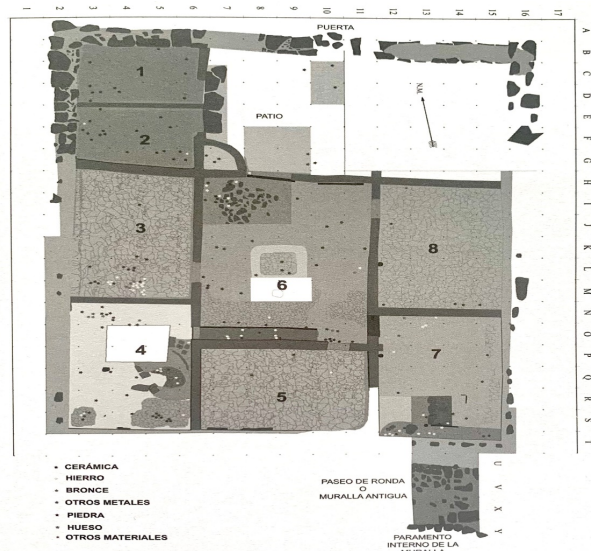 2 3 4 5 6 7 8 9 10 11 12 13 14 15 16 17
PUERTA
A
B
C
D
E
F
G
H
I
J
K
L
M
N
O
P
Q
R
S
1
2
PATIO
N.M.
3
8
6
4
7
5
U
V
X
Y
• CERÁMICA
HIERRO
BRONCE
OTROS METALES
PIEDRA
HUESO
OTROS MATERIALES
PASEO DE RONDA
O
MURALLA ANTIGUA
PARAMENTO
INTERNO DE LA
MURALLA